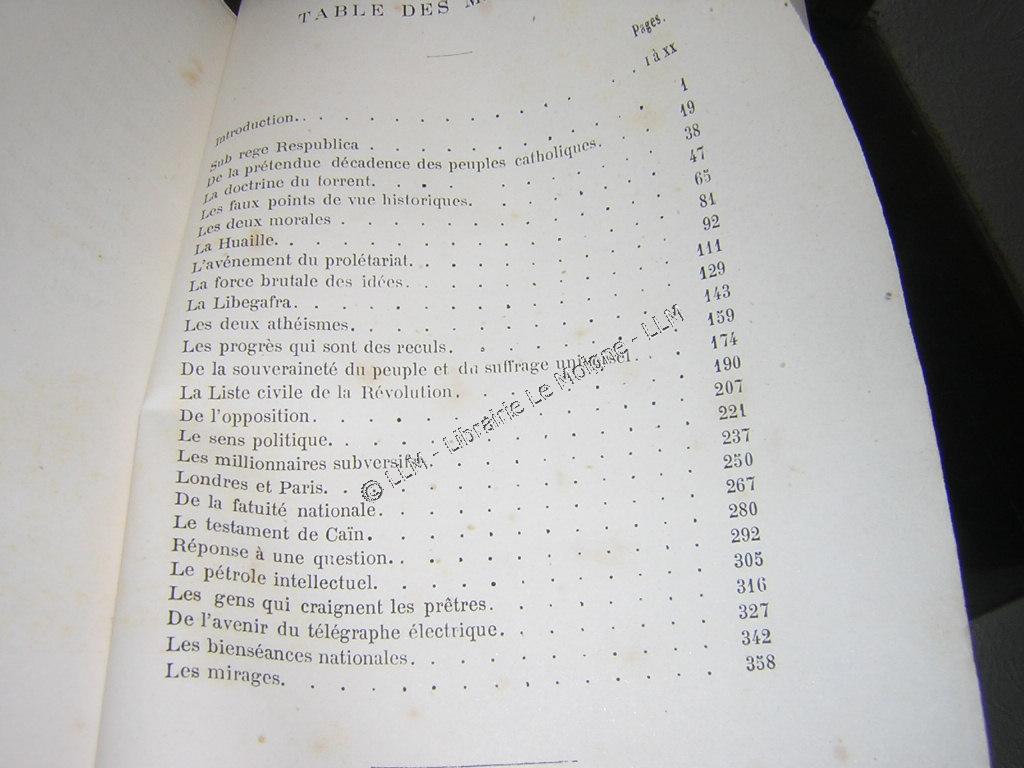 TABLE DES M
Pages.
Introduction. I à XX
Sub rege Respublica 1
De la prétendue décadence des peuples catholiques. 19
La doctrine du torrent. 38
Les faux points de vue historiques. 47
Les deux morales 65
La Huaille. 81
L'avénement du prolétariat. 92
La force brutale des idées. 111
La Libegafra. 129
Les deux athéismes. 143
Les progrès qui sont des reculs. 159
De la souveraineté du peuple et du suffrage universel. 174
La Liste civile de la Révolution. 190
De l'opposition. 207
Le sens politique. 221
Les millionnaires subversifs. 237
Londres et Paris. 250
De la fatuité nationale. 267
Le testament de Caïn. 280
Réponse à une question. 292
Le pétrole intellectuel. 305
Les gens qui craignent les prêtres. 316
De l'avenir du télégraphe électrique. 327
Les bienséances nationales. 342
Les mirages. 358
© LLM - Librairie Le Moigne - LLM